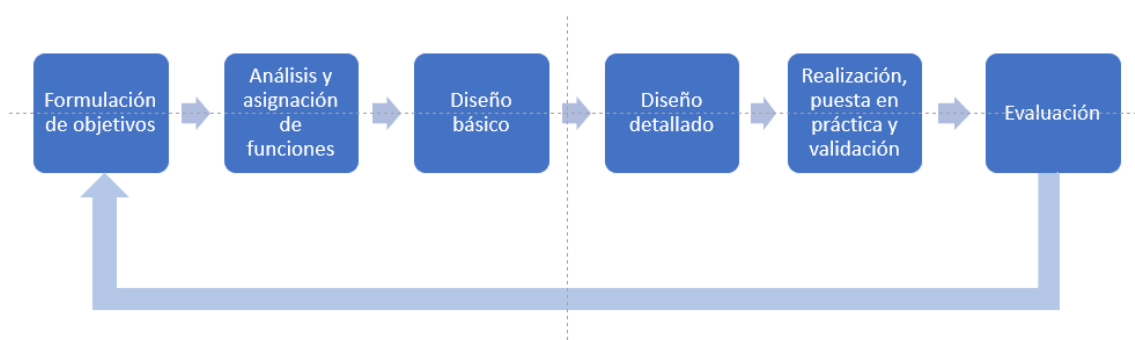 Formulación
de objetivos
Análisis y
asignación
de
funciones
Diseño
básico
Diseño
detallado
Realización,
puesta en
práctica y
validación
Evaluación